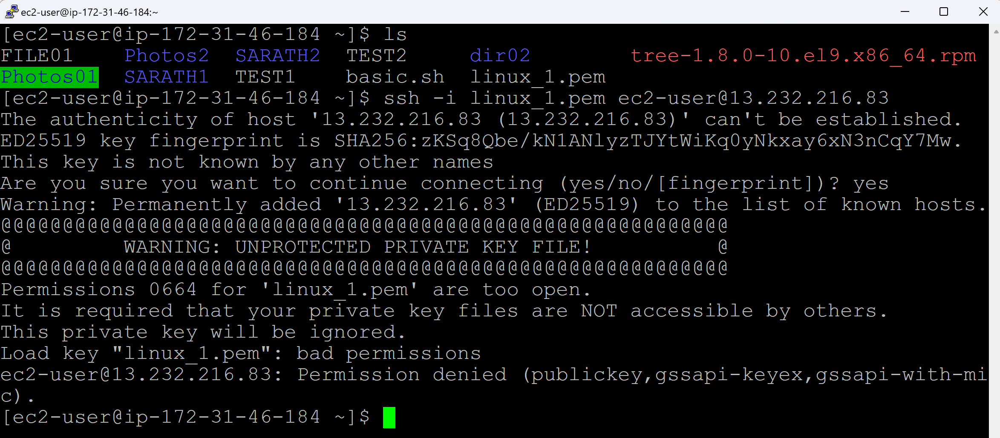 ec2-user@ip-172-31-46-184:~
[ec2-user@ip-172-31-46-184 ~]$ ls
FILE01 Photos2 SARATH2 TEST2 dir02 tree-1.8.0-10.el9.x86_64.rpm
Photos01 SARATH1 TEST1 basic.sh linux_1.pem
[ec2-user@ip-172-31-46-184 ~]$ ssh -i linux_1.pem ec2-user@13.232.216.83
The authenticity of host '13.232.216.83 (13.232.216.83)' can't be established.
ED25519 key fingerprint is SHA256:zKSq8Qbe/kN1ANlyzTJYtWiKq0yNkxay6xN3nCqY7Mw.
This key is not known by any other names
Are you sure you want to continue connecting (yes/no/[fingerprint])? yes
Warning: Permanently added '13.232.216.83' (ED25519) to the list of known hosts.
@@@@@@@@@@@@@@@@@@@@@@@@@@@@@@@@@@@@@@@@@@@@@@@@@@@@@@@@@@@
@         WARNING: UNPROTECTED PRIVATE KEY FILE!          @
@@@@@@@@@@@@@@@@@@@@@@@@@@@@@@@@@@@@@@@@@@@@@@@@@@@@@@@@@@@
Permissions 0664 for 'linux_1.pem' are too open.
It is required that your private key files are NOT accessible by others.
This private key will be ignored.
Load key "linux_1.pem": bad permissions
ec2-user@13.232.216.83: Permission denied (publickey,gssapi-keyex,gssapi-with-mi
c).
[ec2-user@ip-172-31-46-184 ~]$